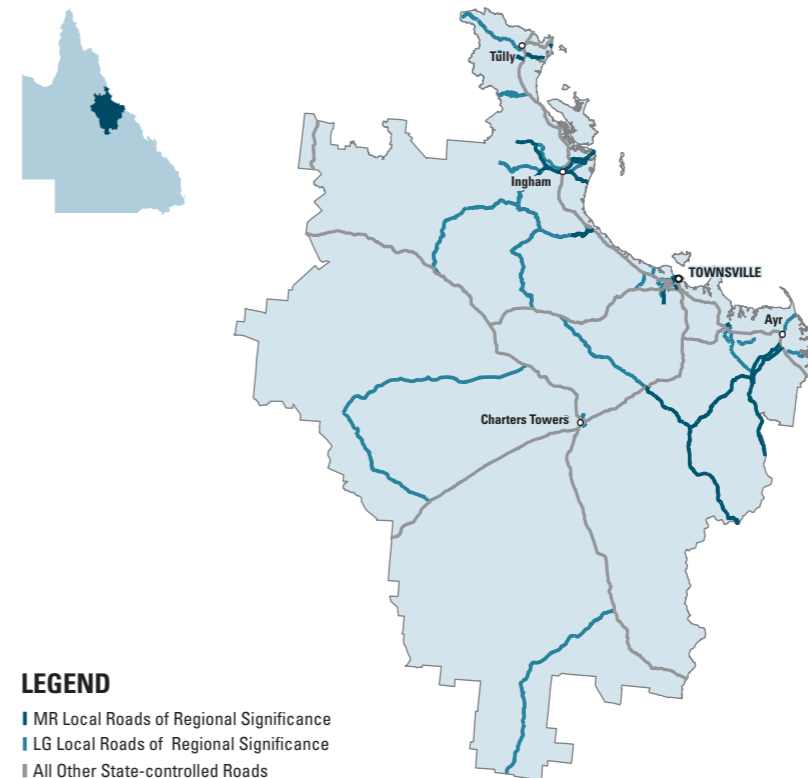 Tully
Ingham
TOWNSVILLE
Ayr
Charters Towers
LEGEND
MR Local Roads of Regional Significance
LG Local Roads of Regional Significance
All Other State-controlled Roads